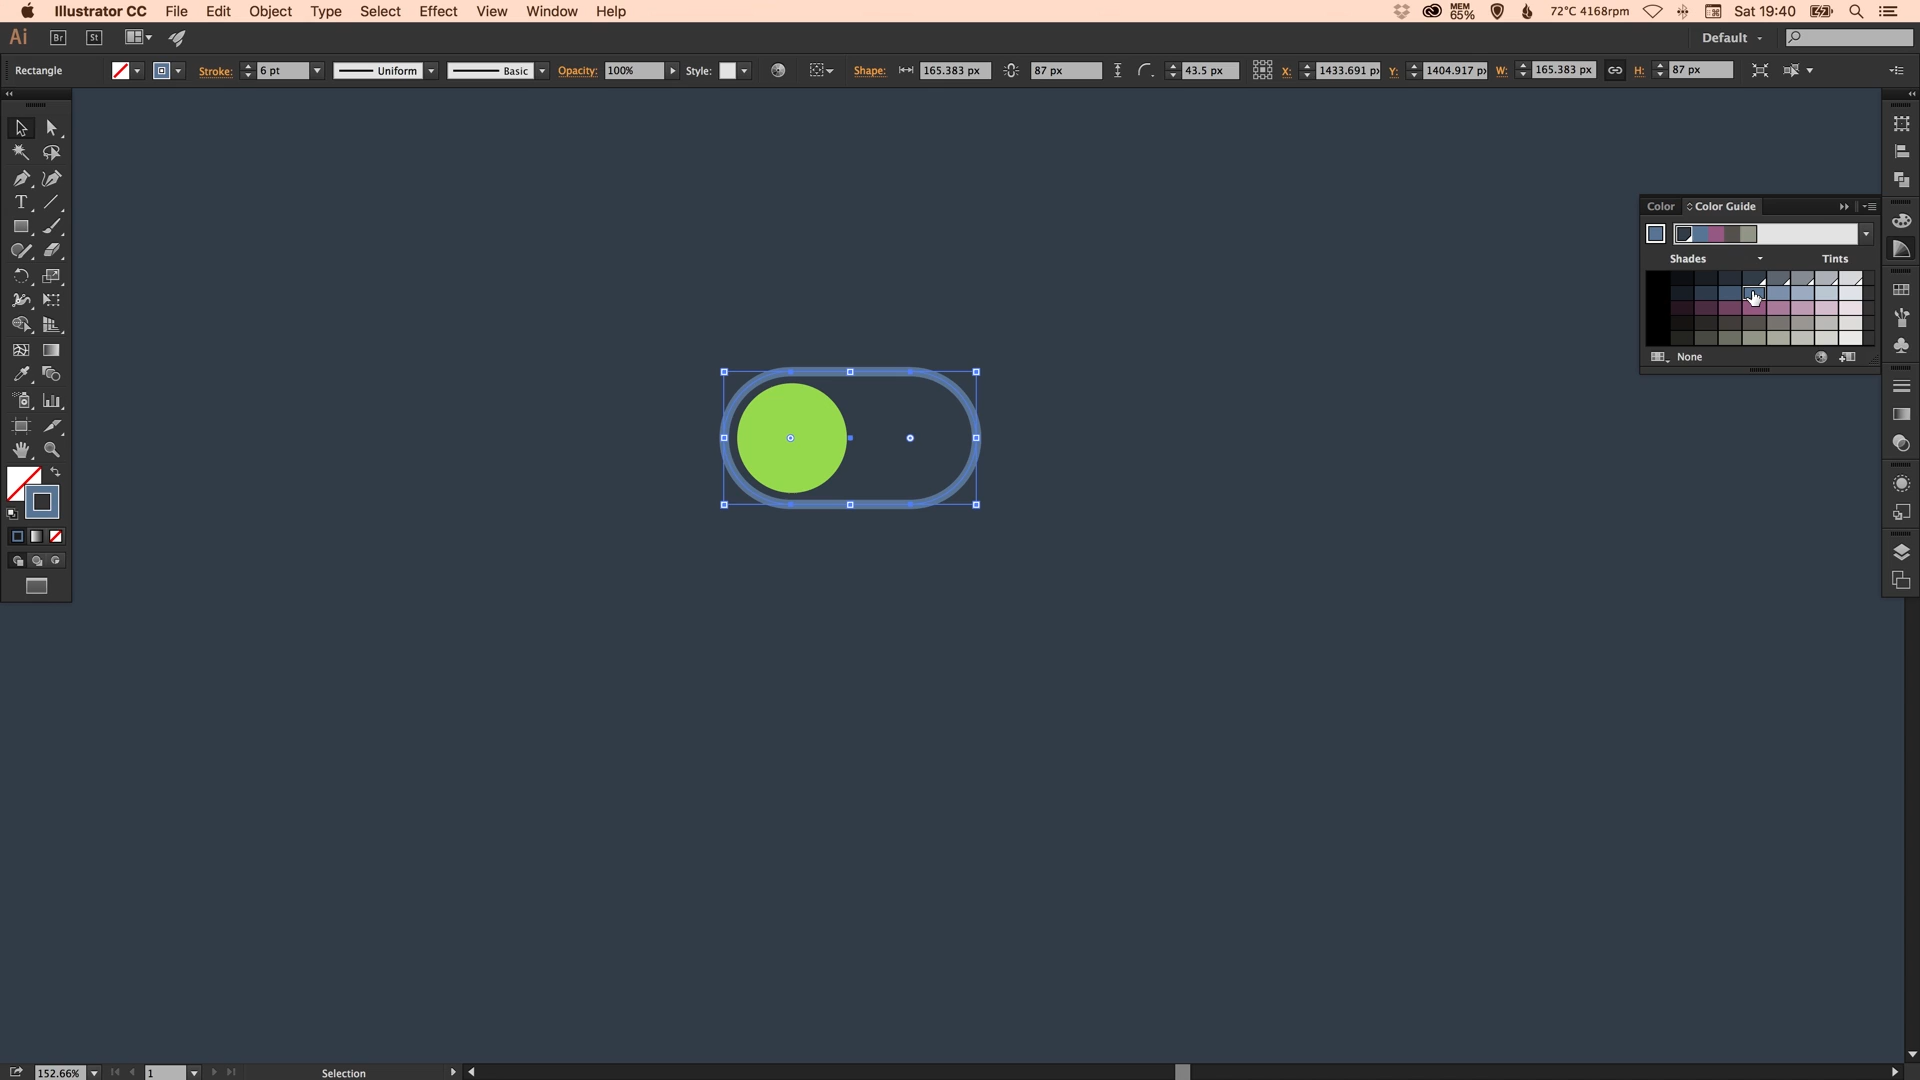 Illustrator CC File Edit Object Type Select Effect View Window Help MEM 65% 72°C 4168rpm Sat 19:40
Ai Br St Default
Rectangle Stroke: 6 pt Uniform Basic Opacity: 100% Style: Shape: 165.383 px 87 px 43.5 px X: 1433.691 px Y: 1404.917 px W: 165.383 px H: 87 px
Color Color Guide
Shades Tints
None
152.66% 1 Selection